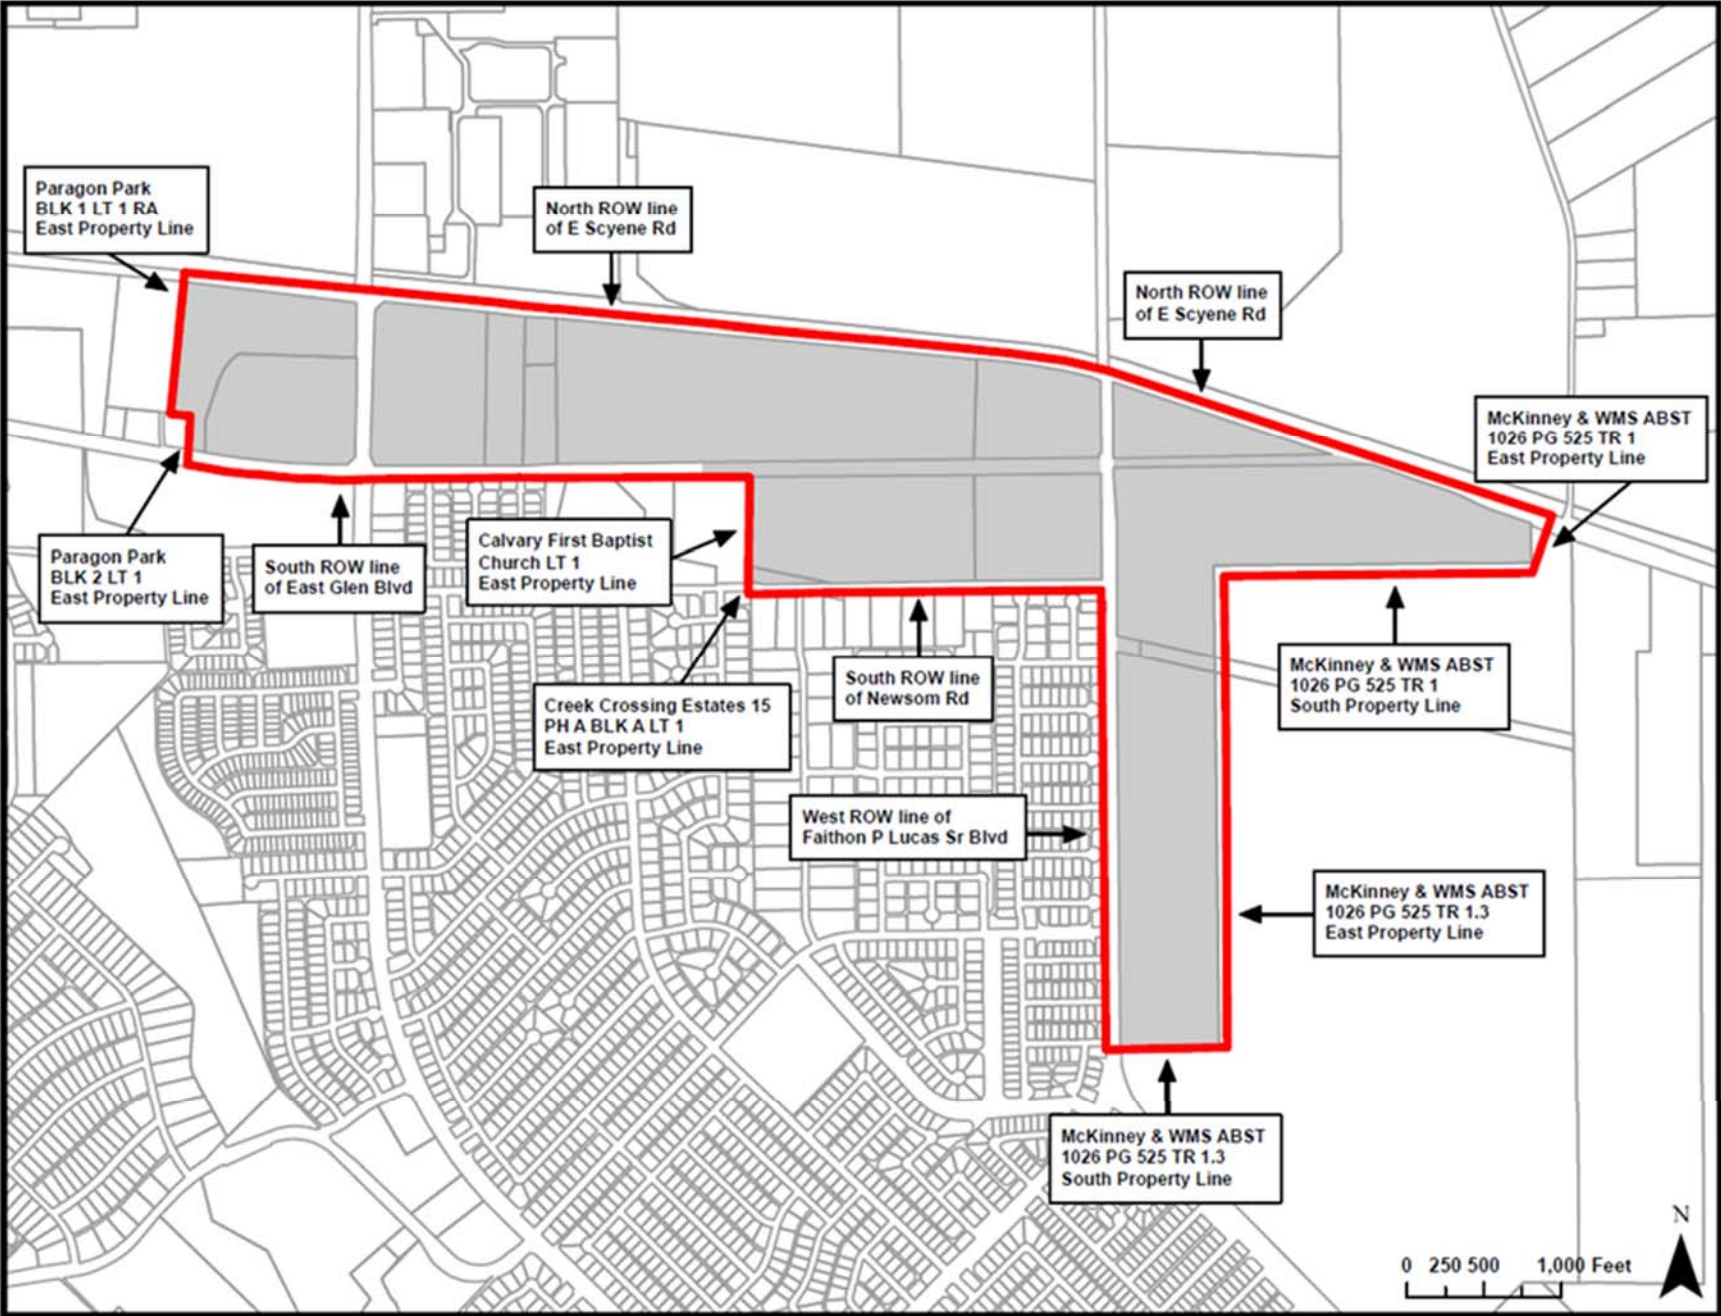 Paragon Park
BLK 1 LT 1 RA
East Property Line
North ROW line
of E Scyene Rd
North ROW line
of E Scyene Rd
McKinney & WMS ABST
1026 PG 525 TR 1
East Property Line
Paragon Park
BLK 2 LT 1
East Property Line
South ROW line
of East Glen Blvd
Calvary First Baptist
Church LT 1
East Property Line
Creek Crossing Estates 15
PH A BLK A LT 1
East Property Line
South ROW line
of Newsom Rd
McKinney & WMS ABST
1026 PG 525 TR 1
South Property Line
West ROW line of
Faithon P Lucas Sr Blvd
McKinney & WMS ABST
1026 PG 525 TR 1.3
East Property Line
McKinney & WMS ABST
1026 PG 525 TR 1.3
South Property Line
N
0 250 500 1,000 Feet